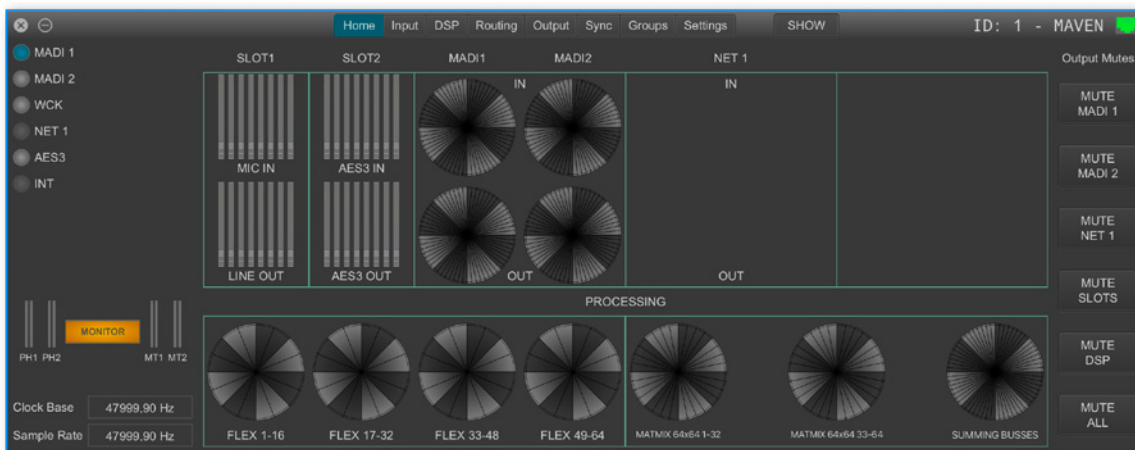 Home Input DSP Routing Output Sync Groups Settings SHOW ID: 1 - MAVEN
MADI 1
MADI 2
WCK
NET 1
AES3
INT
SLOT1 SLOT2 MADI1 MADI2 NET 1
IN IN
MIC IN AES3 IN
LINE OUT AES3 OUT OUT OUT
PROCESSING
MONITOR
PH1 PH2 MT1 MT2
Clock Base 47999,90 Hz
Sample Rate 47999,90 Hz
FLEX 1-16 FLEX 17-32 FLEX 33-48 FLEX 49-64 MATMIX 64x64 1-32 MATMIX 64x64 33-64 SUMMING BUSSES
Output Mutes
MUTE
MADI 1
MUTE
MADI 2
MUTE
NET 1
MUTE
SLOTS
MUTE
DSP
MUTE
ALL